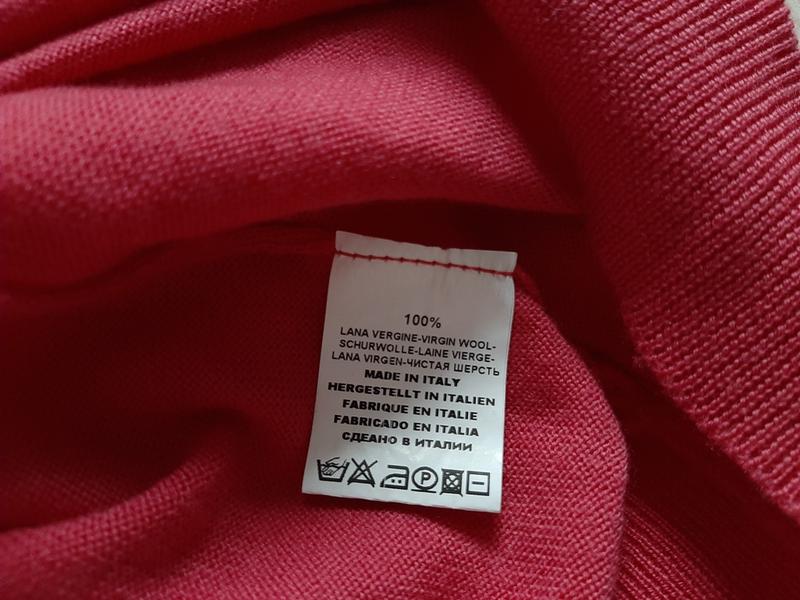 100%
LANA VERGINE-VIRGIN WOOL-
SCHURWOLLE-LAINE VIERGE-
LANA VIRGEN-ЧИСТАЯ ШЕРСТЬ
MADE IN ITALY
HERGESTELLT IN ITALIEN
FABRIQUE EN ITALIE
FABRICADO EN ITALIA
СДЕАНО В ИТАЛИИ
P